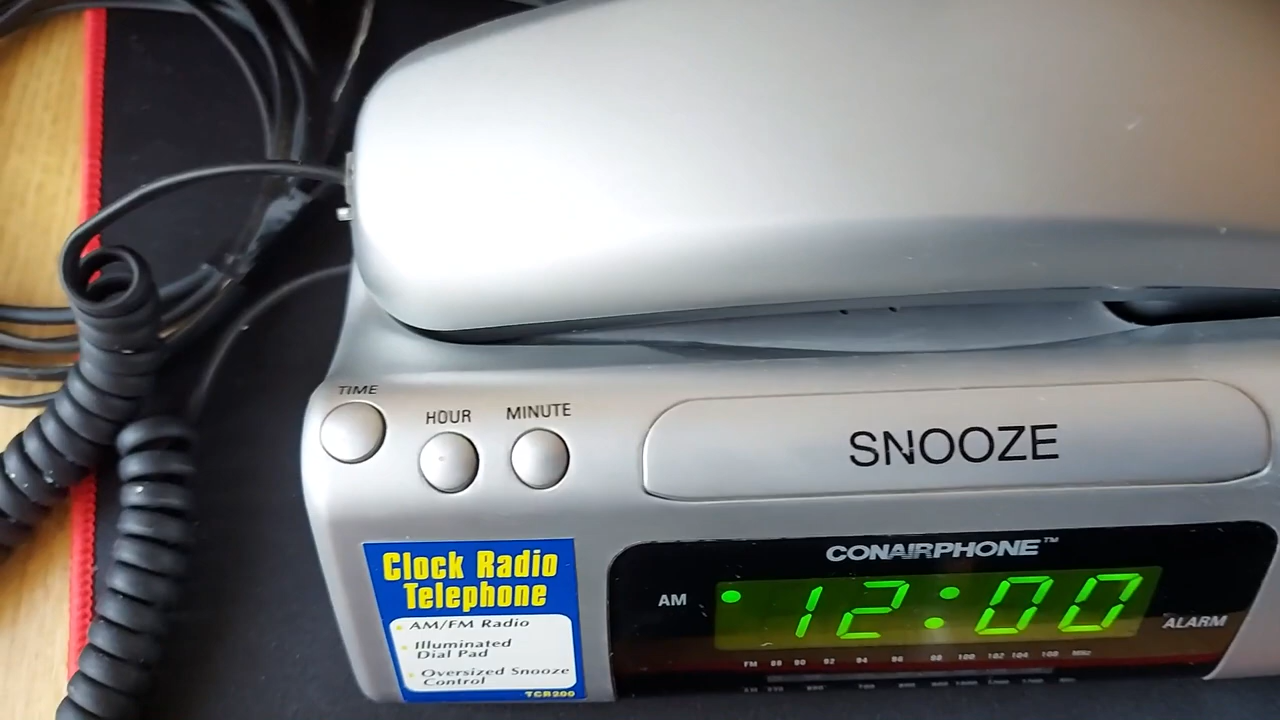 TIME
HOUR
MINUTE
SNOOZE
Clock Radio
Telephone
AM/FM Radio
Illuminated
Dial Pad
Oversized Snooze
Control
TCR200
CONAIRPHONE™
AM
12:00
ALARM
FM 88 90 92 94 96 98 100 102 104 108 MHz